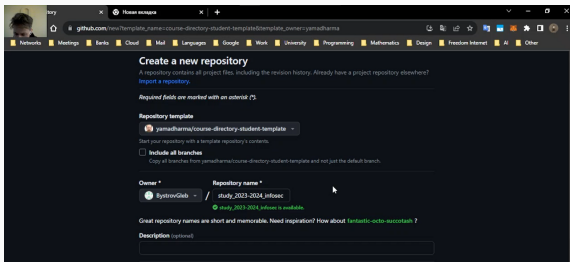 itory
Новая вкладка
github.com/new?template_name=course-directory-student-template&template_owner=yamadharma
Networks Meetings Banks Cloud Mail Languages Google Work University Programming Mathematics Design Freedom Internet AI Other
Create a new repository
A repository contains all project files, including the revision history. Already have a project repository elsewhere?
Import a repository.
Required fields are marked with an asterisk (*).
Repository template
yamadharma/course-directory-student-template
Start your repository with a template repository's contents.
Include all branches
Copy all branches from yamadharma/course-directory-student-template and not just the default branch.
Owner * Repository name *
BystrovGleb / study_2023-2024_infosec
study_2023-2024_infosec is available.
Great repository names are short and memorable. Need inspiration? How about fantastic-octo-succotash ?
Description (optional)